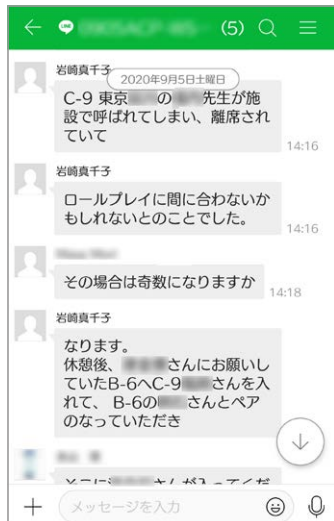 LINE
(5)
岩崎真千子
2020年9月5日土曜日
C-9 東京 の 先生が施
設で呼ばれてしまい、離席され
ていて
14:16
岩崎真千子
ロールプレイに間に合わないか
もしれないとのことでした。
14:16
その場合は奇数になりますか
14:18
岩崎真千子
なります。
休憩後、 さんにお願いし
ていたB-6へC-9 さんを入
れて、 B-6の さんとペア
のなっていただき
メッセージを入力